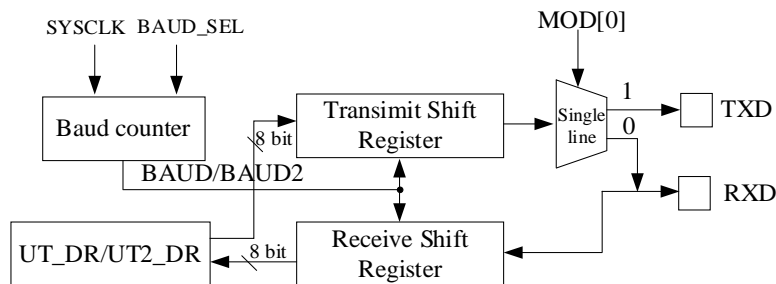 SYSCLK BAUD_SEL
MOD[0]
Baud counter
8 bit
Transimit Shift
Register
Single
line
1
0
TXD
BAUD/BAUD2
RXD
UT_DR/UT2_DR
8 bit
Receive Shift
Register